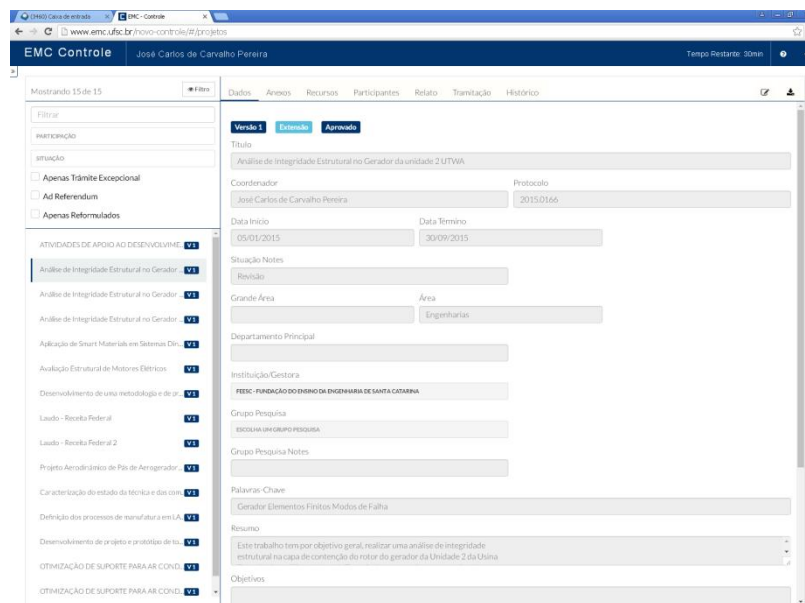 (3460) Caixa de entrada
EMC - Controle
www.emc.ufsc.br/novo-controle/#/projetos
EMC Controle
José Carlos de Carvalho Pereira
Tempo Restante: 30min
Mostrando 15 de 15
Filtro
Filtrar
PARTICIPAÇÃO
SITUAÇÃO
Apenas Trâmite Excepcional
Ad Referendum
Apenas Reformulados
ATIVIDADES DE APOIO AO DESENVOLVIME.. V1
Análise de Integridade Estrutural no Gerador ... V1
Análise de Integridade Estrutural no Gerador ... V1
Análise de Integridade Estrutural no Gerador ... V1
Aplicação de Smart Materials em Sistemas Din... V1
Avaliação Estrutural de Motores Elétricos V1
Desenvolvimento de uma metodologia e de pr... V1
Laudo - Receita Federal V1
Laudo - Receita Federal 2 V1
Projeto Aerodinâmico de Pás de Aerogerador... V1
Caracterização do estado da técnica e das com.. V1
Definição dos processos de manufatura em LA.. V1
Desenvolvimento de projeto e protótipo de to... V1
OTIMIZAÇÃO DE SUPORTE PARA AR COND.. V1
OTIMIZAÇÃO DE SUPORTE PARA AR COND.. V1
Dados Anexos Recursos Participantes Relato Tramitação Histórico
Versão 1 Extensão Aprovado
Título
Análise de Integridade Estrutural no Gerador da unidade 2 UTWA
Coordenador Protocolo
José Carlos de Carvalho Pereira 2015.0166
Data Início Data Término
05/01/2015 30/09/2015
Situação Notes
Revisão
Grande Área Área
Engenharias
Departamento Principal
Instituição/Gestora
FEESC - FUNDAÇÃO DO ENSINO DA ENGENHARIA DE SANTA CATARINA
Grupo Pesquisa
ESCOLHA UM GRUPO PESQUISA
Grupo Pesquisa Notes
Palavras-Chave
Gerador Elementos Finitos Modos de Falha
Resumo
Este trabalho tem por objetivo geral, realizar uma análise de integridade
estrutural na capa de contenção do rotor do gerador da Unidade 2 da Usina
Objetivos